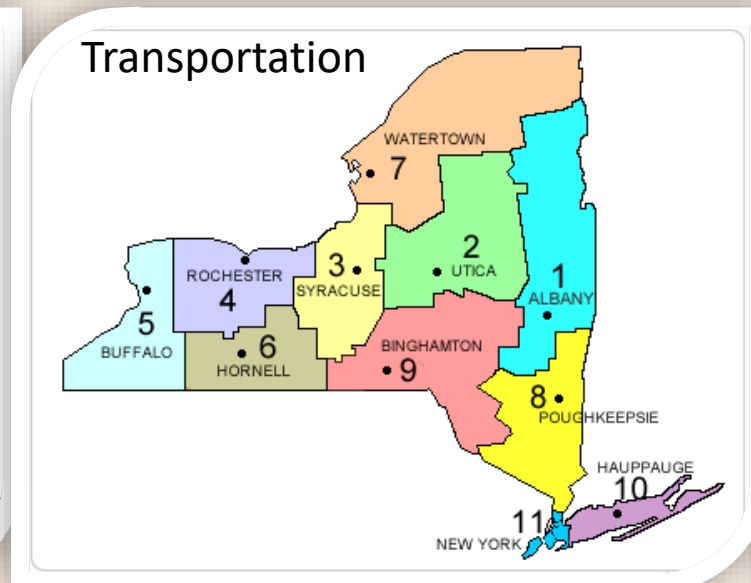 Transportation
WATERTOWN
7
2
UTICA
3
SYRACUSE
ROCHESTER
4
1
ALBANY
5
BUFFALO
6
HORNELL
BINGHAMTON
9
8
POUGHKEEPSIE
HAUPPAUGE
10
11
NEW YORK